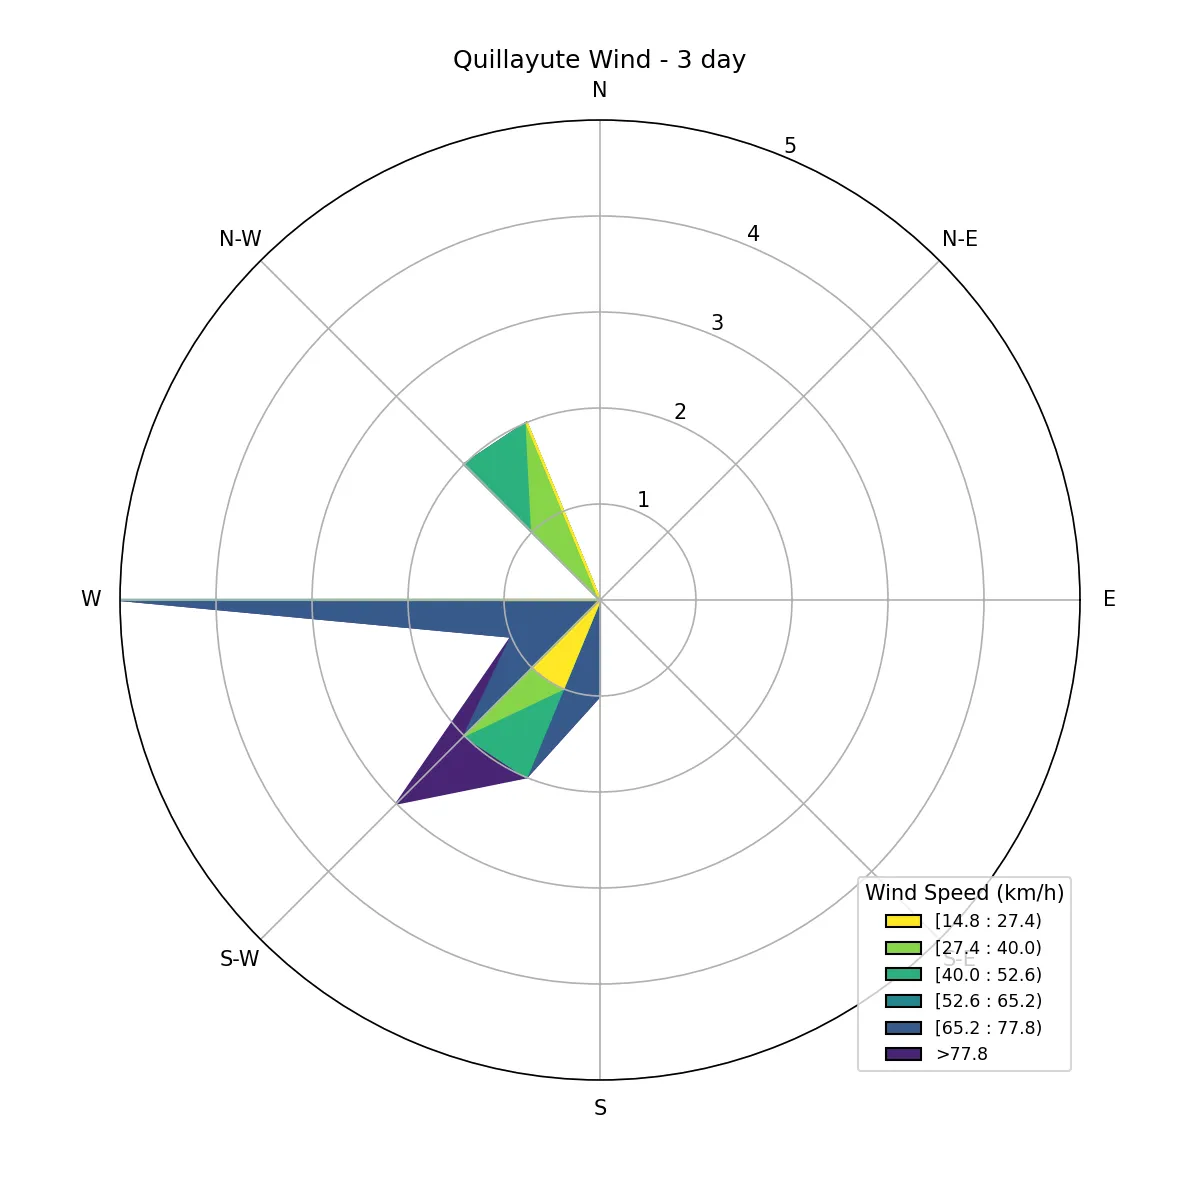 Quillayute Wind - 3 day
N
5
N-W
N-E
4
3
2
1
W
E
S-W
S-E
S
Wind Speed (km/h)
[14.8 : 27.4)
[27.4 : 40.0)
[40.0 : 52.6)
[52.6 : 65.2)
[65.2 : 77.8)
>77.8